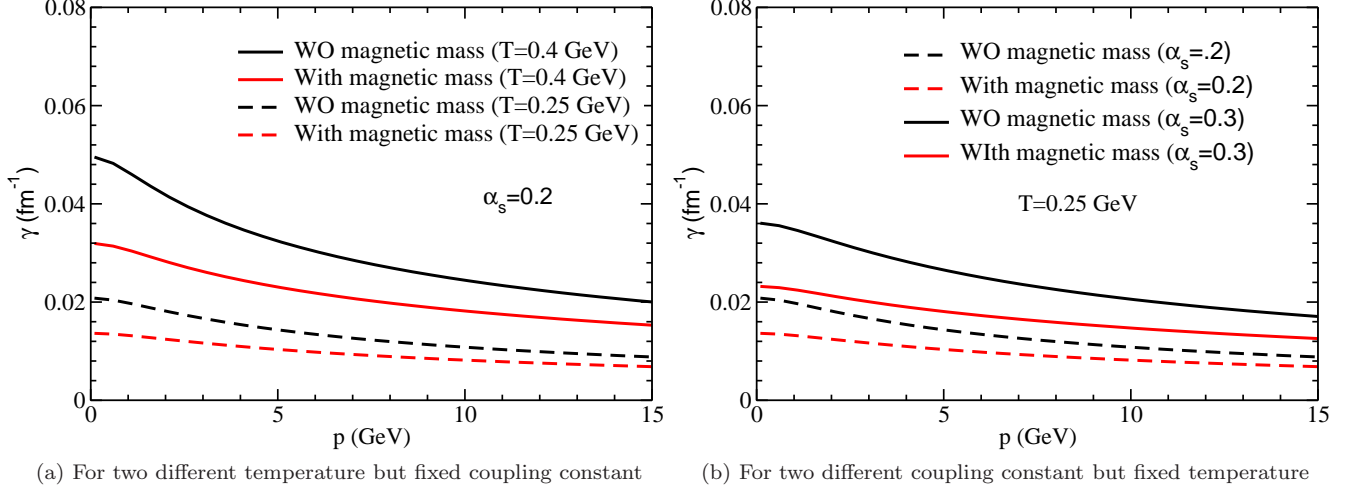 0.08
0.06
0.04
0.02
0
γ (fm⁻¹)
WO magnetic mass (T=0.4 GeV)
With magnetic mass (T=0.4 GeV)
WO magnetic mass (T=0.25 GeV)
With magnetic mass (T=0.25 GeV)
α_s=0.2
0 5 10 15
p (GeV)
(a) For two different temperature but fixed coupling constant
0.08
0.06
0.04
0.02
0
γ (fm⁻¹)
WO magnetic mass (α_s=.2)
With magnetic mass (α_s=0.2)
WO magnetic mass (α_s=0.3)
WIth magnetic mass (α_s=0.3)
T=0.25 GeV
0 5 10 15
p (GeV)
(b) For two different coupling constant but fixed temperature